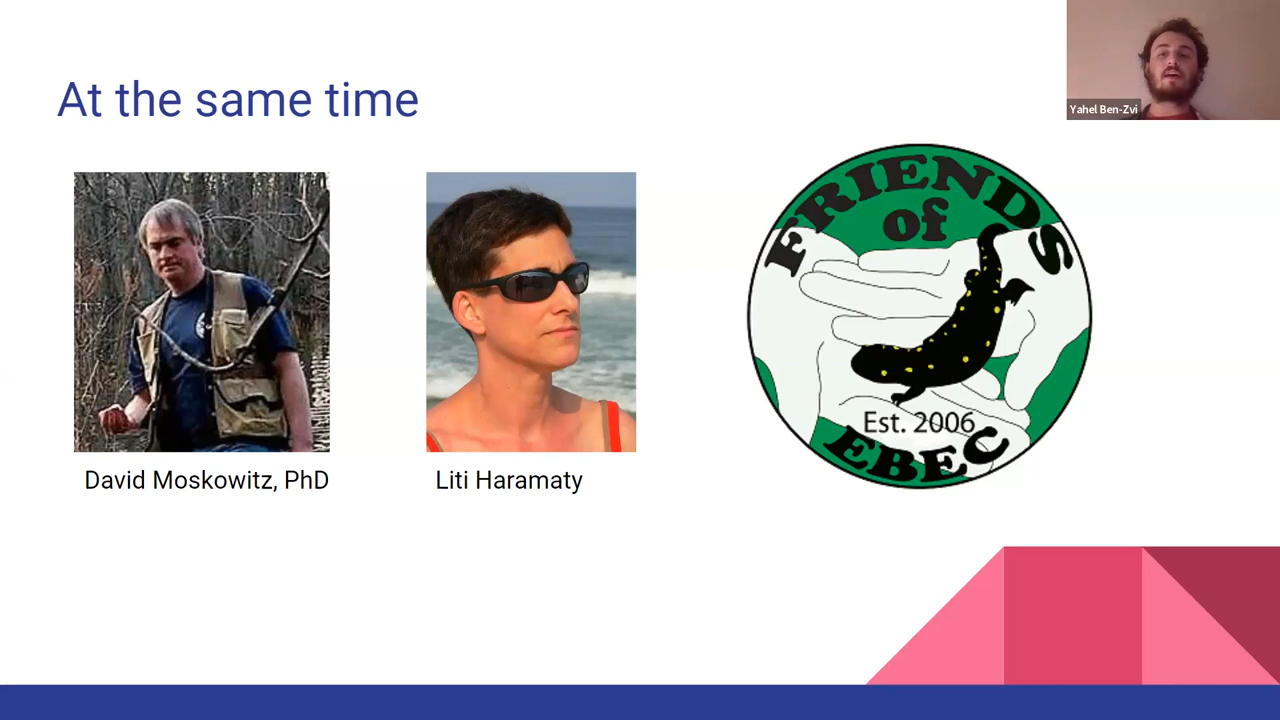 At the same time
Yahel Ben-Zvi
FRIENDS
of
Est. 2006
EBEC
David Moskowitz, PhD
Liti Haramaty